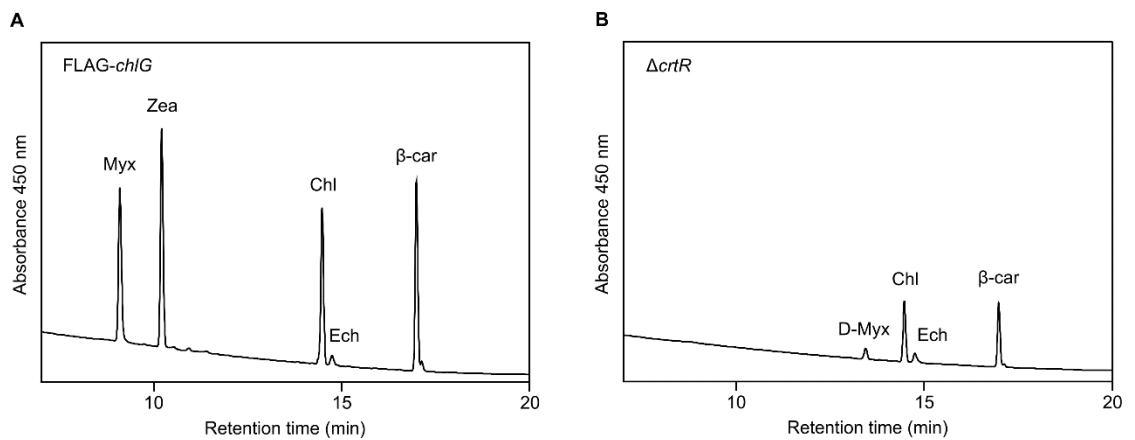 A
FLAG-chlG
Myx
Zea
Chl
Ech
β-car
Absorbance 450 nm
10
15
20
Retention time (min)
B
ΔcrtR
D-Myx
Chl
Ech
β-car
Absorbance 450 nm
10
15
20
Retention time (min)